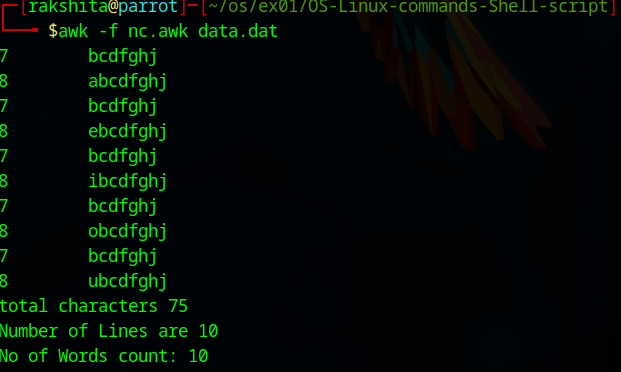 ┌─[rakshita@parrot]─[~/os/ex01/OS-Linux-commands-Shell-script]
└──╼ $awk -f nc.awk data.dat
7 bcdfghj
8 abcdfghj
7 bcdfghj
8 ebcdfghj
7 bcdfghj
8 ibcdfghj
7 bcdfghj
8 obcdfghj
7 bcdfghj
8 ubcdfghj
total characters 75
Number of Lines are 10
No of Words count: 10